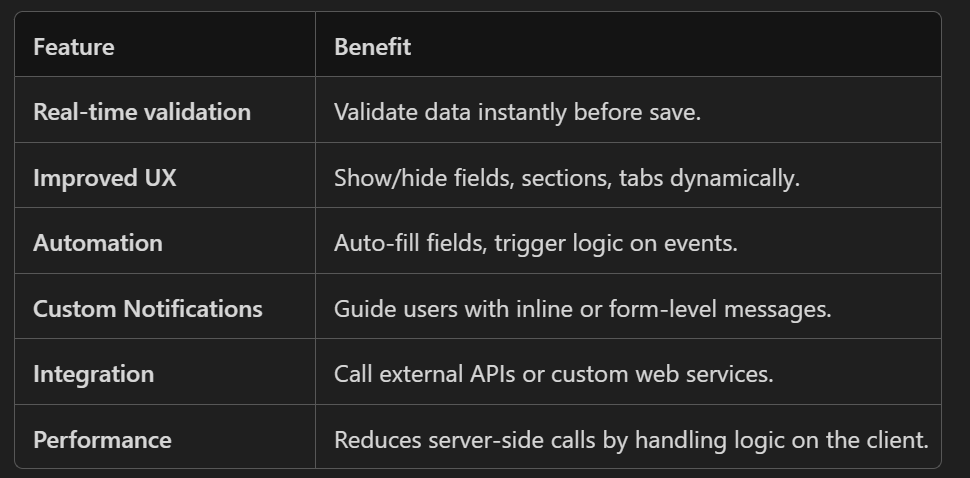 Feature Benefit
Real-time validation Validate data instantly before save.
Improved UX Show/hide fields, sections, tabs dynamically.
Automation Auto-fill fields, trigger logic on events.
Custom Notifications Guide users with inline or form-level messages.
Integration Call external APIs or custom web services.
Performance Reduces server-side calls by handling logic on the client.